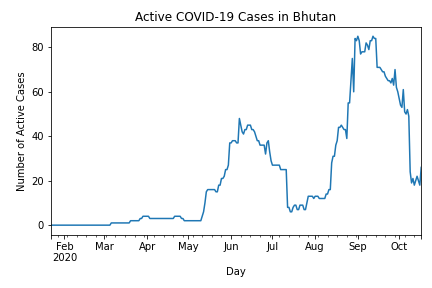 Active COVID-19 Cases in Bhutan
Number of Active Cases
80
60
40
20
0
Feb Mar Apr May Jun Jul Aug Sep Oct
2020
Day